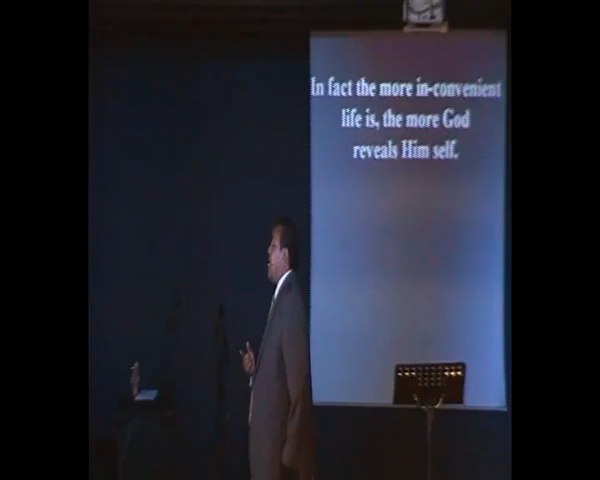 In fact the more in-convenient
life is, the more God
reveals Him self.